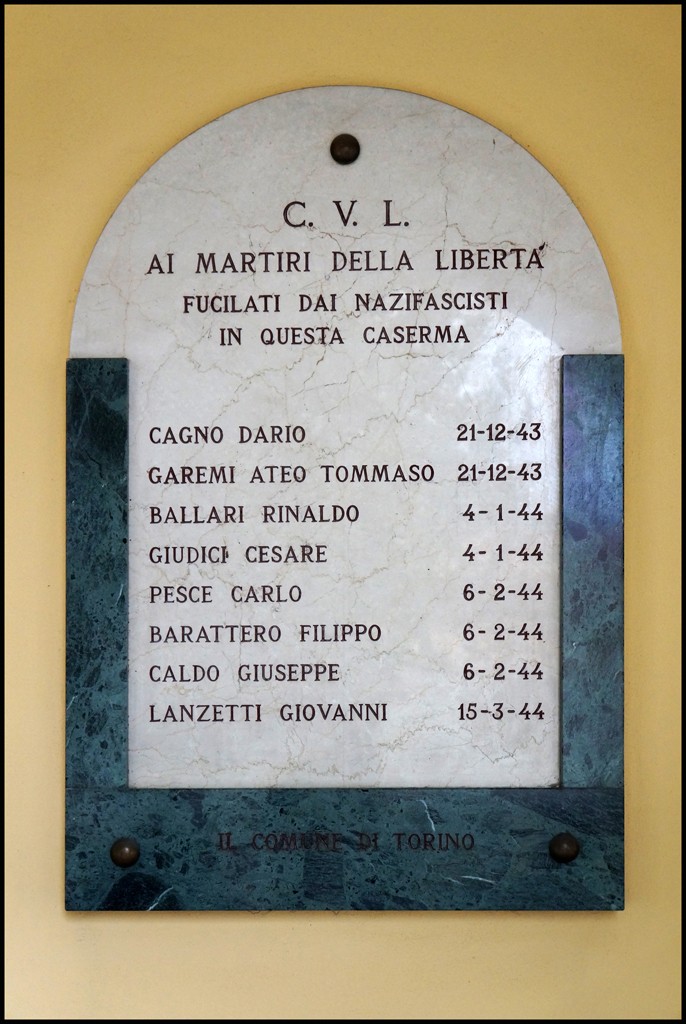 C. V. L.
AI MARTIRI DELLA LIBERTÀ
FUCILATI DAI NAZIFASCISTI
IN QUESTA CASERMA
CAGNO DARIO 21-12-43
GAREMI ATEO TOMMASO 21-12-43
BALLARI RINALDO 4-1-44
GIUDICI CESARE 4-1-44
PESCE CARLO 6-2-44
BARATTERO FILIPPO 6-2-44
CALDO GIUSEPPE 6-2-44
LANZETTI GIOVANNI 15-3-44
IL COMUNE DI TORINO